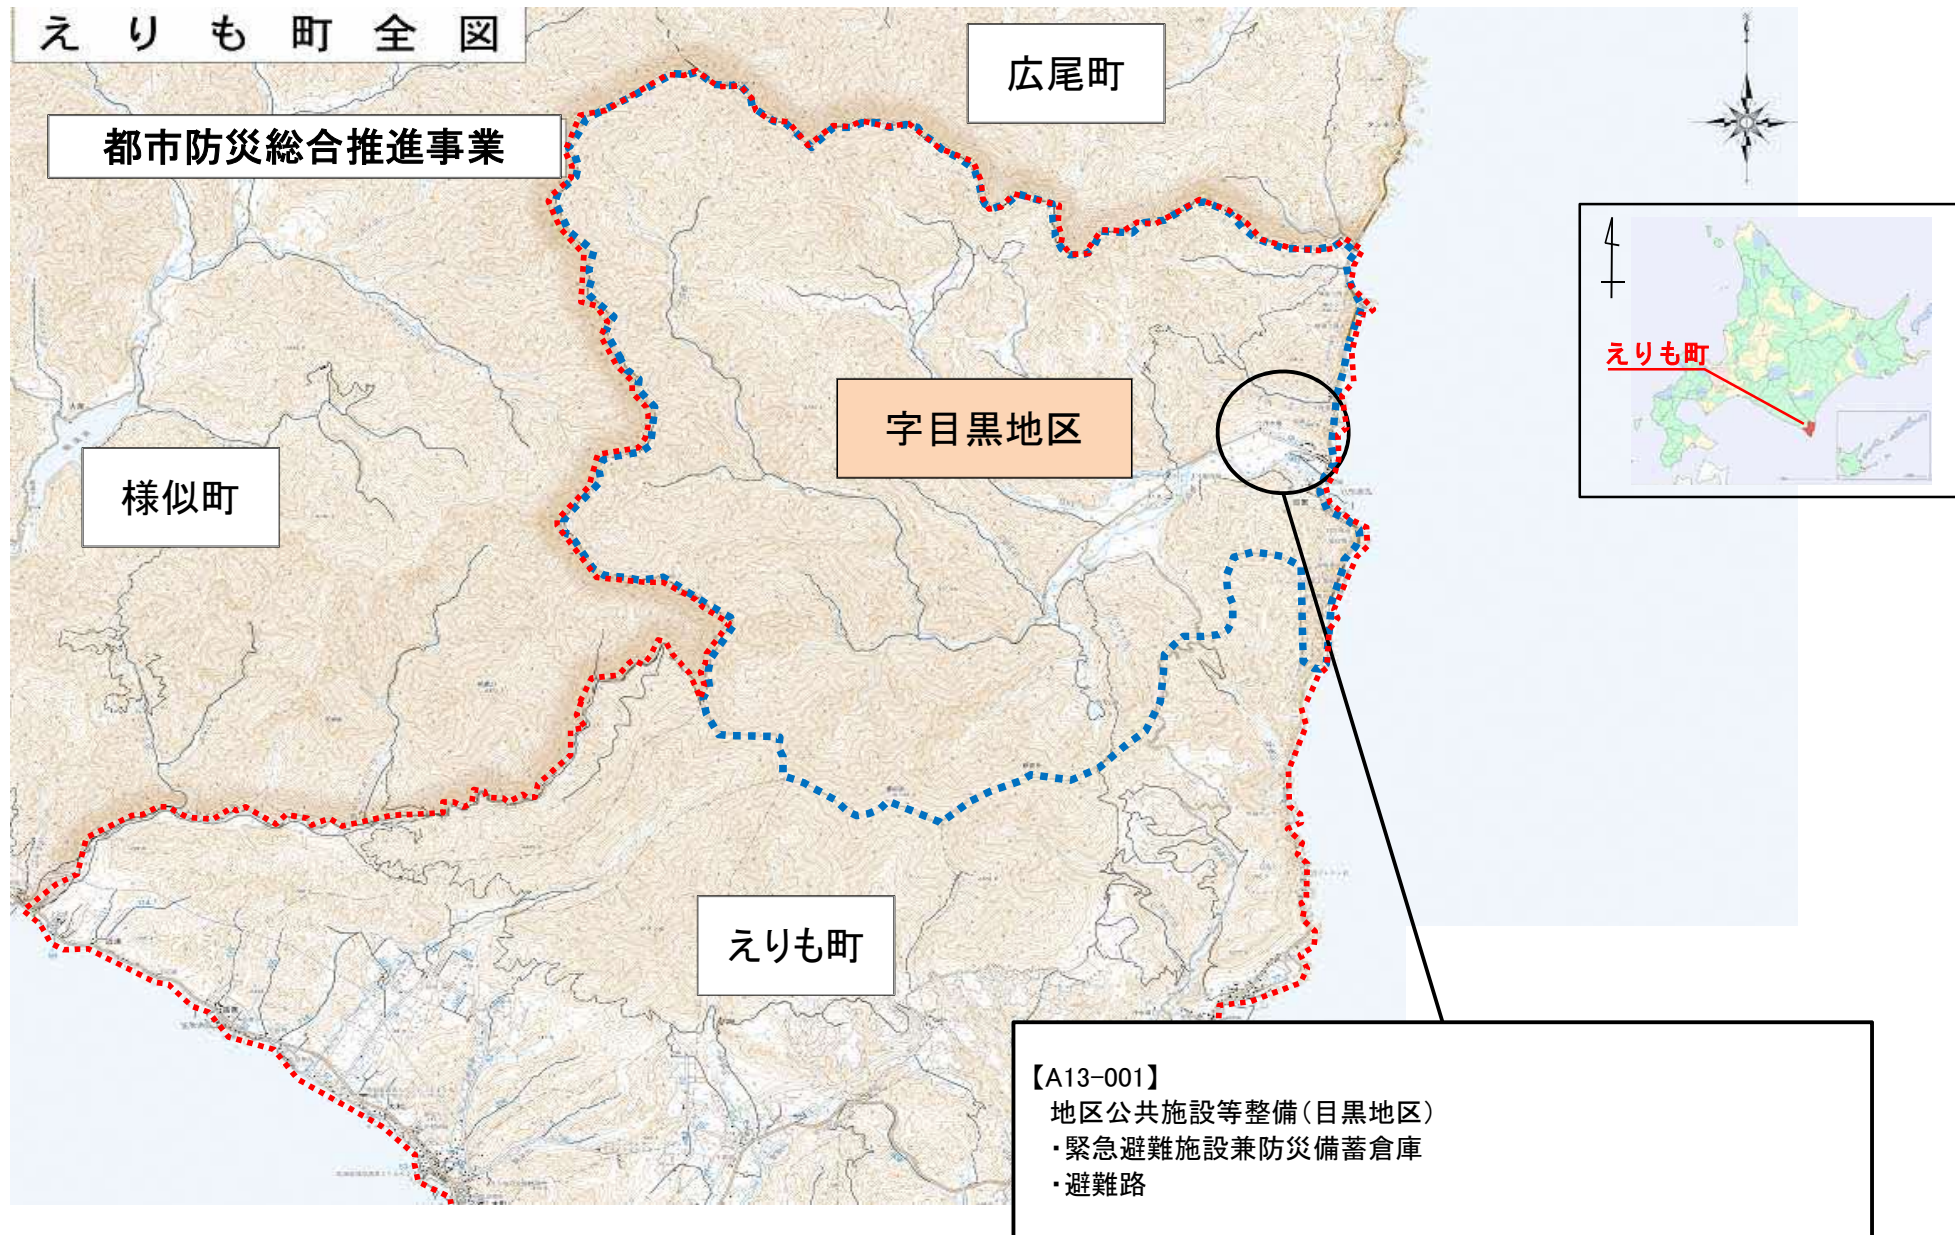 えりも町全図
広尾町
都市防災総合推進事業
えりも町
字目黒地区
様似町
えりも町
【A13-001】
地区公共施設等整備（目黒地区）
・緊急避難施設兼防災備蓄倉庫
・避難路